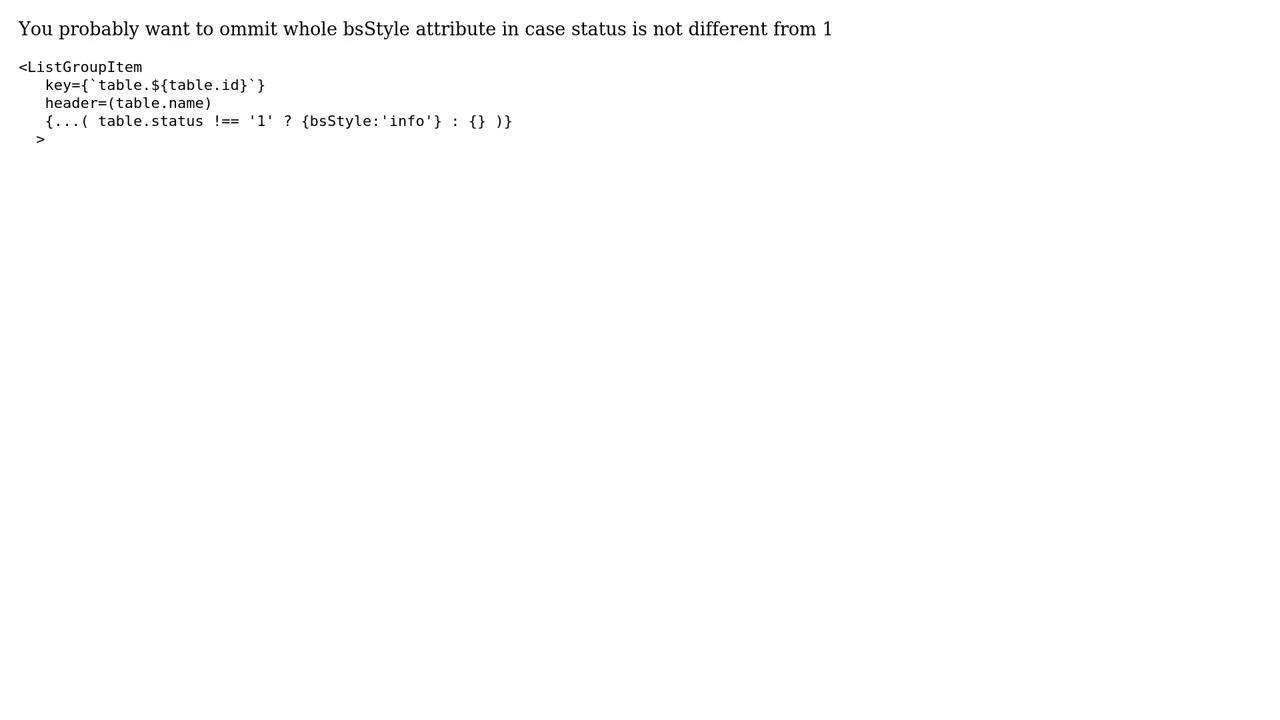 You probably want to ommit whole bsStyle attribute in case status is not different from 1
<ListGroupItem
key={`table.${table.id}`}
header=(table.name)
{...( table.status !== '1' ? {bsStyle:'info'} : {} )}
>